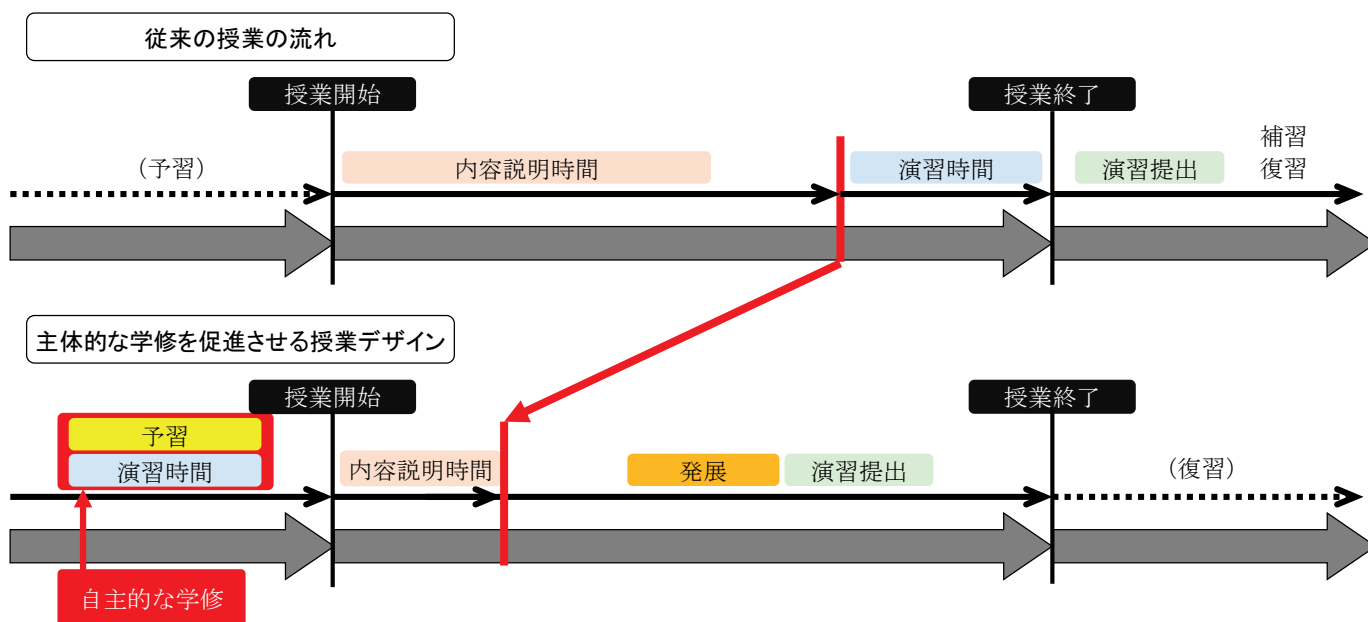 従来の授業の流れ
授業開始
授業終了
(予習)
内容説明時間
演習時間
演習提出
補習
復習
主体的な学修を促進させる授業デザイン
授業開始
授業終了
予習
演習時間
内容説明時間
発展
演習提出
(復習)
自主的な学修